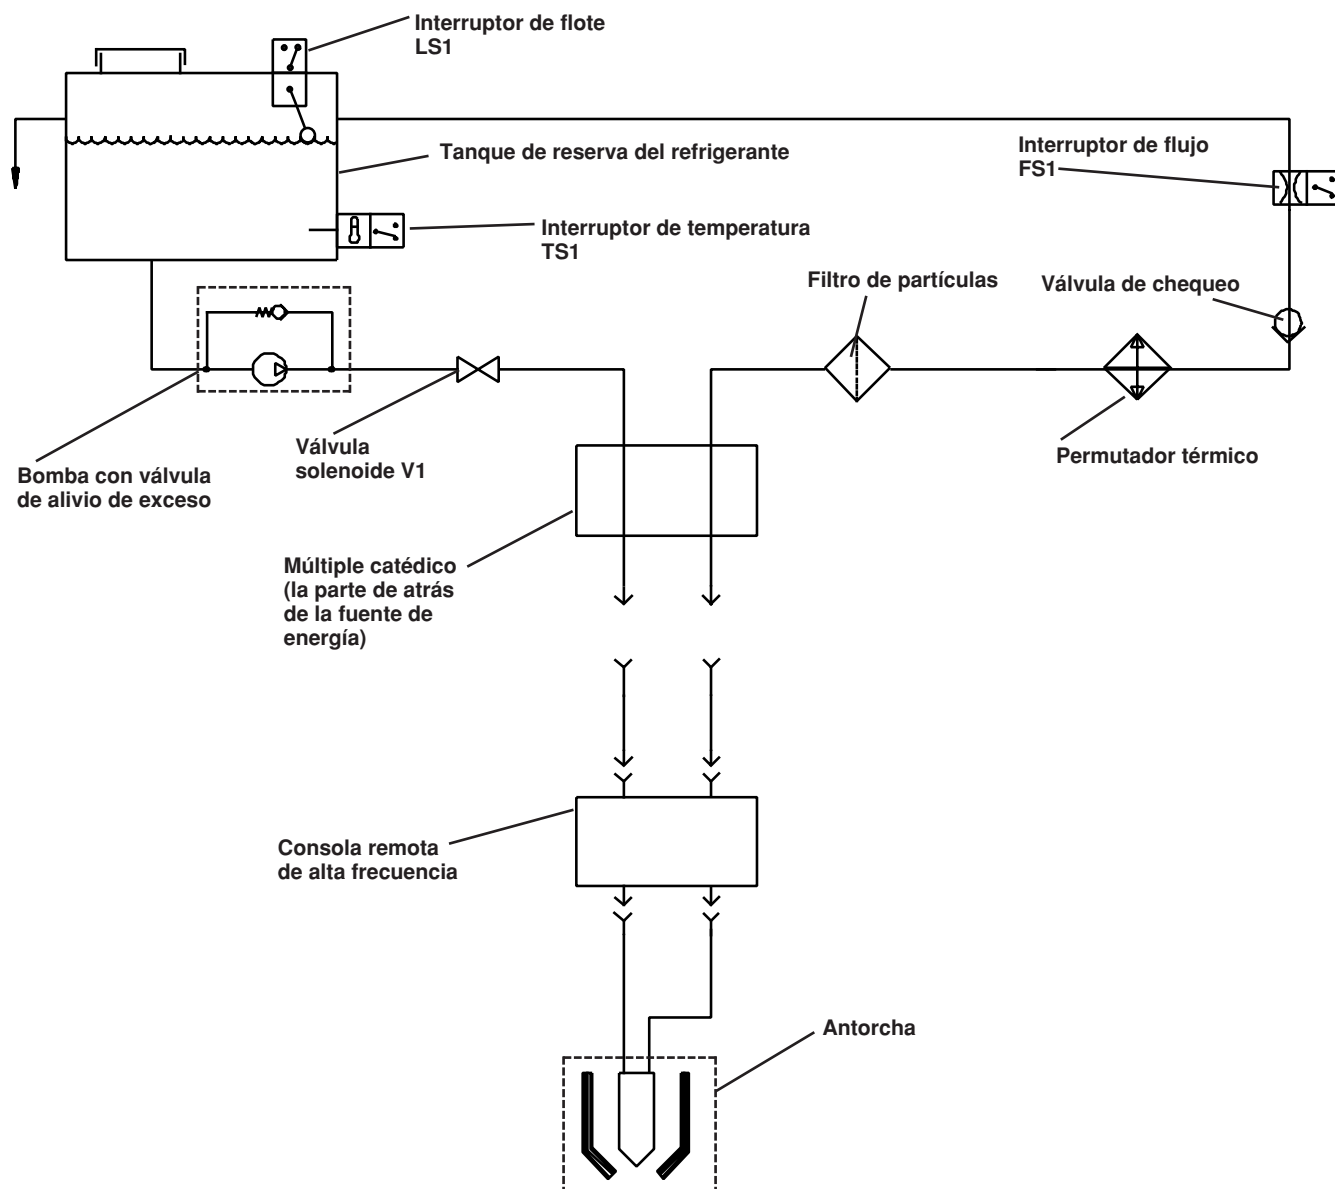 Interruptor de flote
LS1
Tanque de reserva del refrigerante
Interruptor de flujo
FS1
Interruptor de temperatura
TS1
Filtro de partículas
Válvula de chequeo
Bomba con válvula
de alivio de exceso
Válvula
solenoide V1
Permutador térmico
Múltiple catédico
(la parte de atrás
de la fuente de
energía)
Consola remota
de alta frecuencia
Antorcha